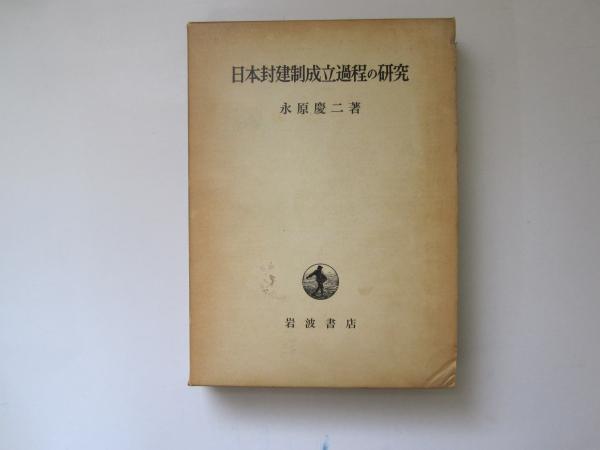 日本封建制成立過程の研究
永原慶二著
岩波書店